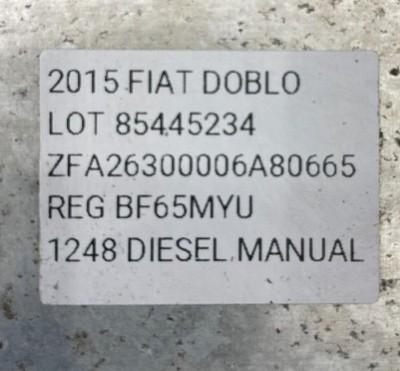 2015 FIAT DOBLO
LOT 85445234
ZFA26300006A80665
REG BF65MYU
1248 DIESEL MANUAL